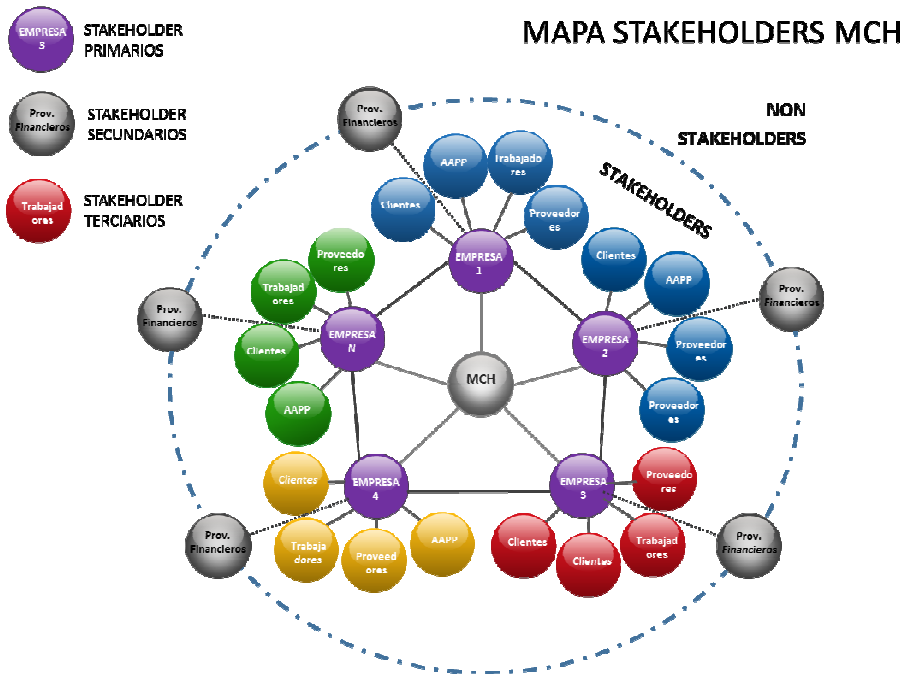 MAPA STAKEHOLDERS MCH
EMPRESA
3
STAKEHOLDER
PRIMARIOS
Prov.
Financieros
STAKEHOLDER
SECUNDARIOS
Trabajad
ores
STAKEHOLDER
TERCIARIOS
NON
STAKEHOLDERS
STAKEHOLDERS
Prov.
Financieros
AAPP
Trabajado
res
Clientes
Proveedor
es
EMPRESA
1
Clientes
AAPP
Prov.
Financieros
EMPRESA
2
Proveedor
es
Proveedor
es
Proveedo
res
Trabajad
ores
Prov.
Financieros
EMPRESA
N
Clientes
AAPP
MCH
Clientes
EMPRESA
4
Trabaja
dores
Proveed
ores
AAPP
Prov.
Financieros
EMPRESA
3
Proveedo
res
Clientes
Clientes
Trabajad
ores
Prov.
Financieros